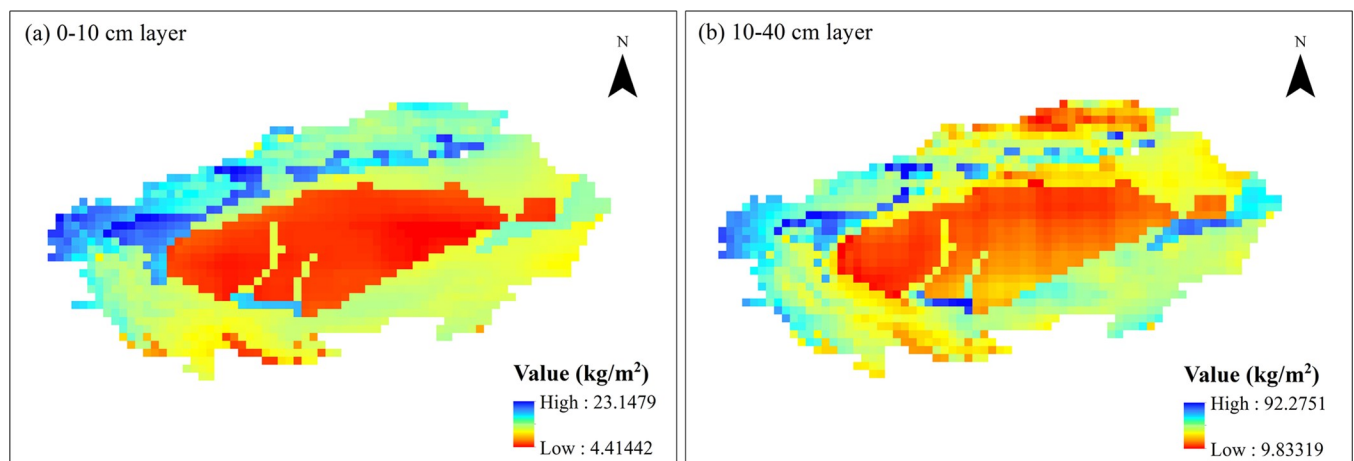 (a) 0-10 cm layer
N
Value (kg/m²)
High : 23.1479
Low : 4.41442
(b) 10-40 cm layer
N
Value (kg/m²)
High : 92.2751
Low : 9.83319